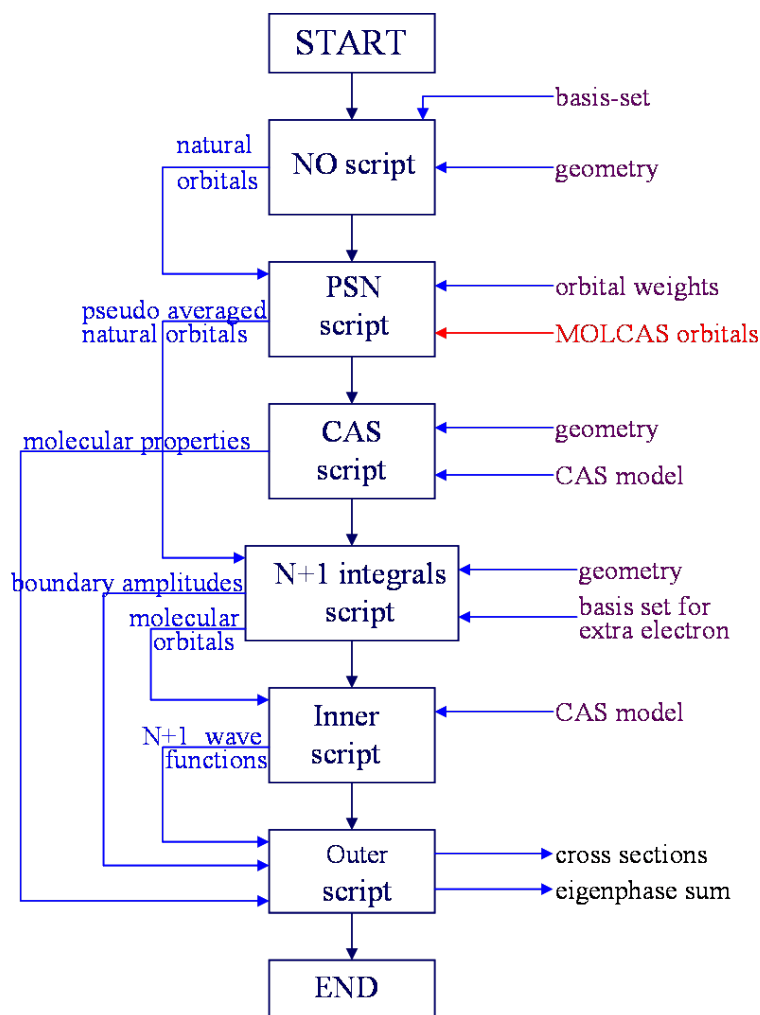 START
basis-set
natural
orbitals
NO script
geometry
PSN
script
orbital weights
pseudo averaged
natural orbitals
MOLCAS orbitals
CAS
script
geometry
molecular properties
CAS model
N+1 integrals
script
geometry
boundary amplitudes
basis set for
extra electron
molecular
orbitals
Inner
script
CAS model
N+1 wave
functions
Outer
script
cross sections
eigenphase sum
END